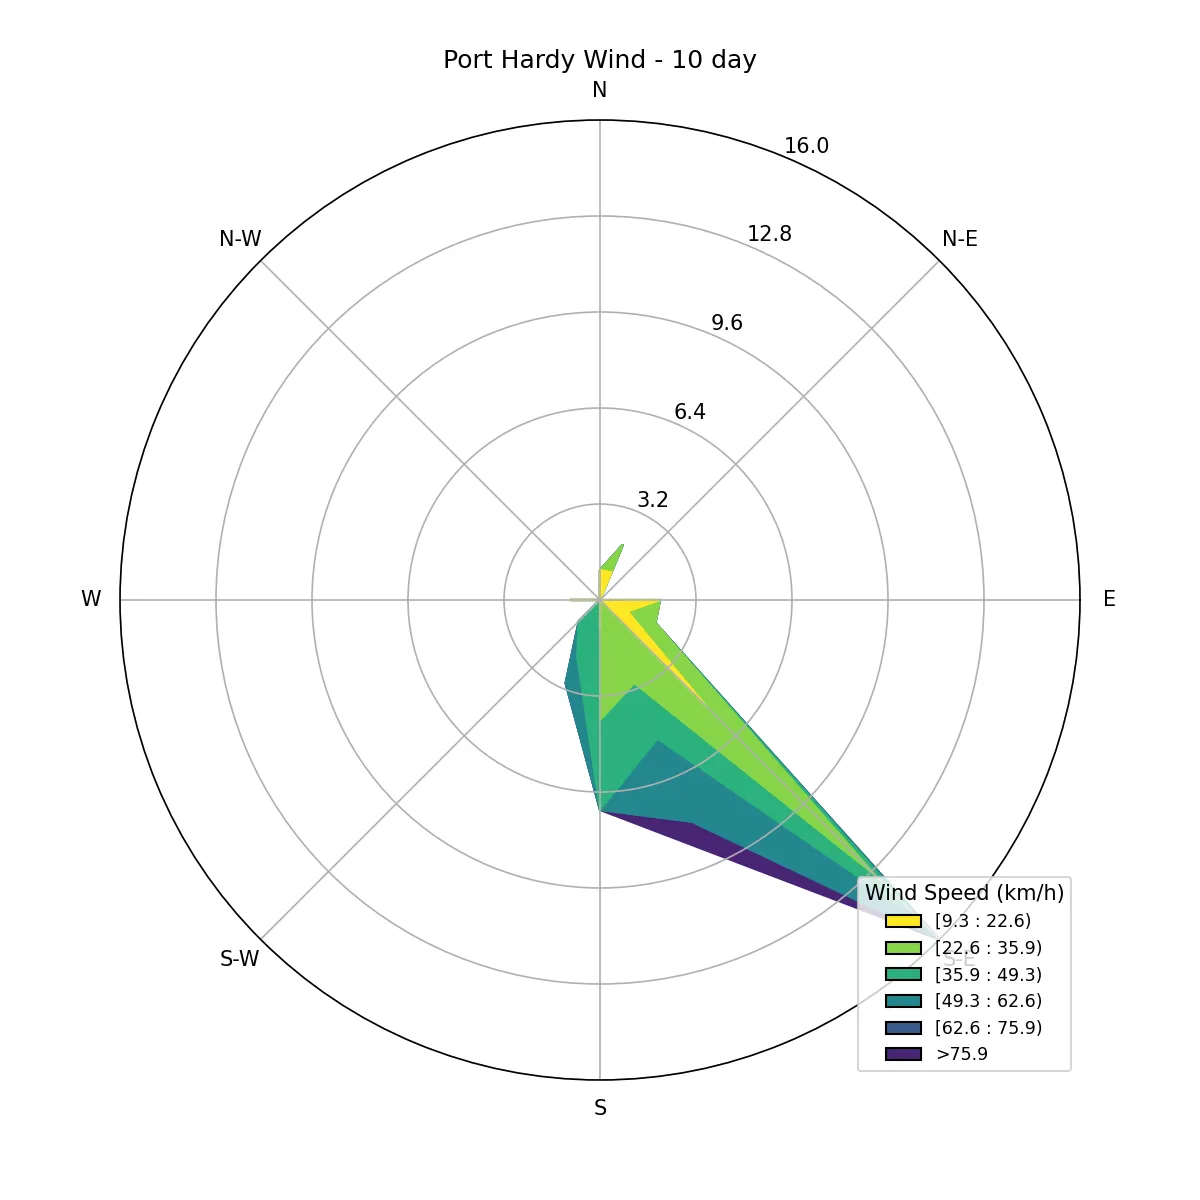 Port Hardy Wind - 10 day
N
16.0
12.8
N-W
N-E
9.6
6.4
3.2
W
E
Wind Speed (km/h)
[9.3 : 22.6)
[22.6 : 35.9)
S-W
S-E
[35.9 : 49.3)
[49.3 : 62.6)
[62.6 : 75.9)
>75.9
S